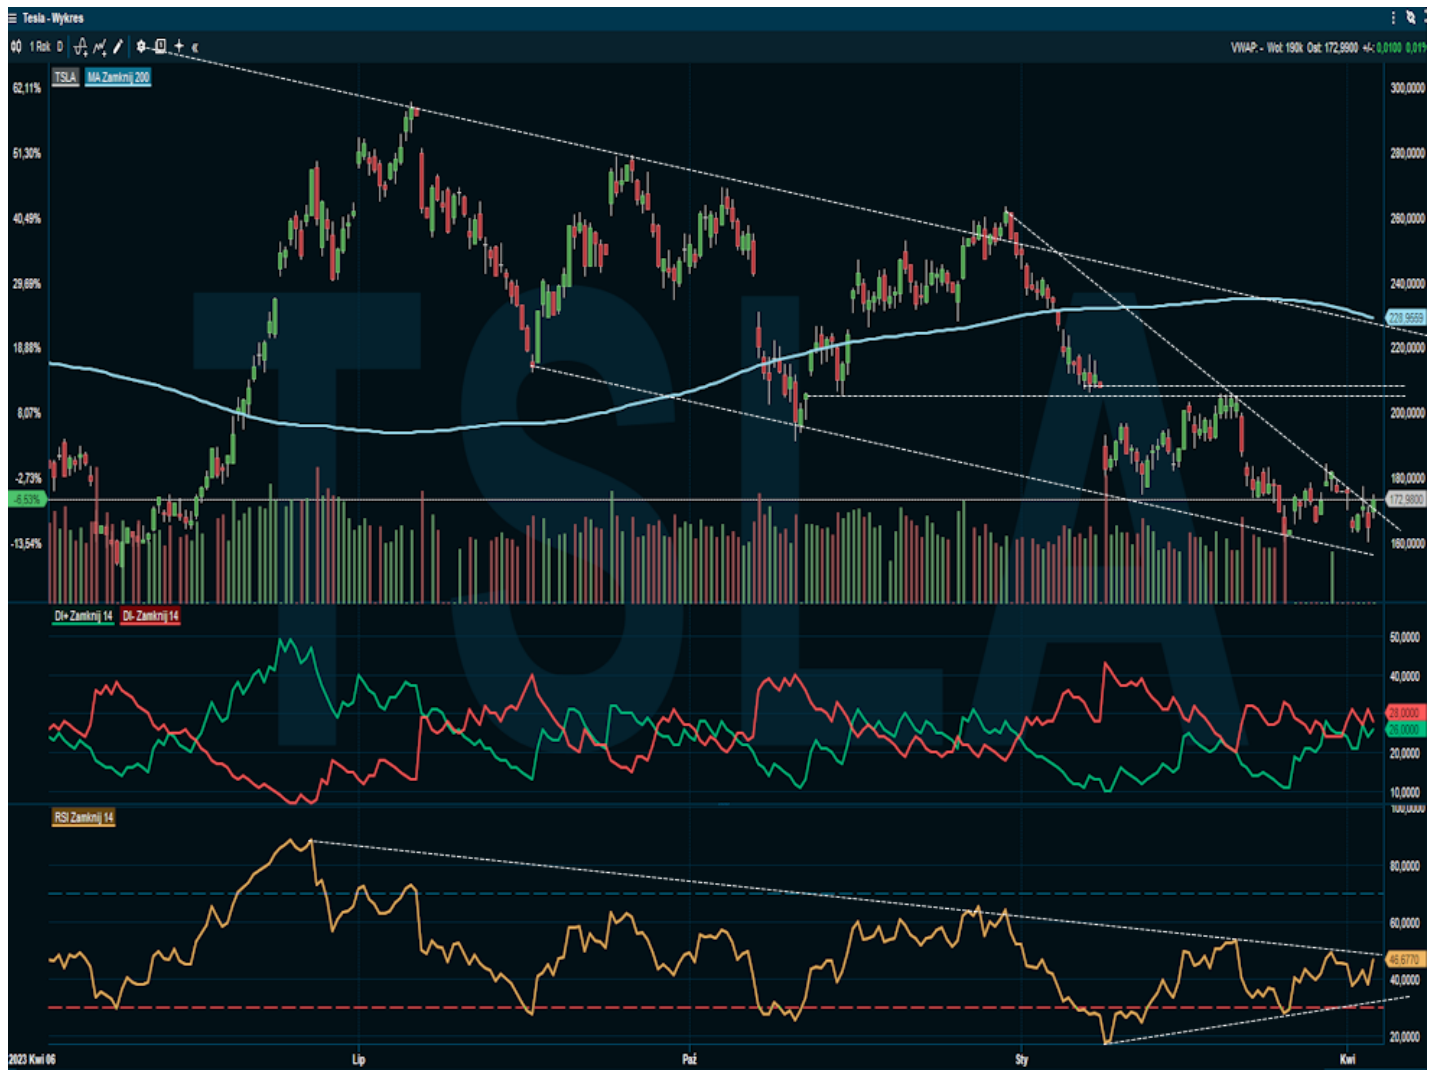 Tesla - Wykres
1 Rok D
VWAP: - Wol: 190k Ost: 172,9900 +/-: 0,0100 0,01%
TSLA MA Zamknij 200
62,11% 300,0000
51,30% 280,0000
40,49% 260,0000
29,69% 240,0000
228,9559
18,88% 220,0000
8,07% 200,0000
-2,73% 180,0000
-6,53% 172,9800
-13,54% 160,0000
TSLA
DI+ Zamknij 14 DI- Zamknij 14
50,0000
40,0000
28,0000
26,0000
20,0000
10,0000
RSI Zamknij 14
100,0000
80,0000
60,0000
46,6770
40,0000
20,0000
2023 Kwi 06 Lip Paź Sty Kwi